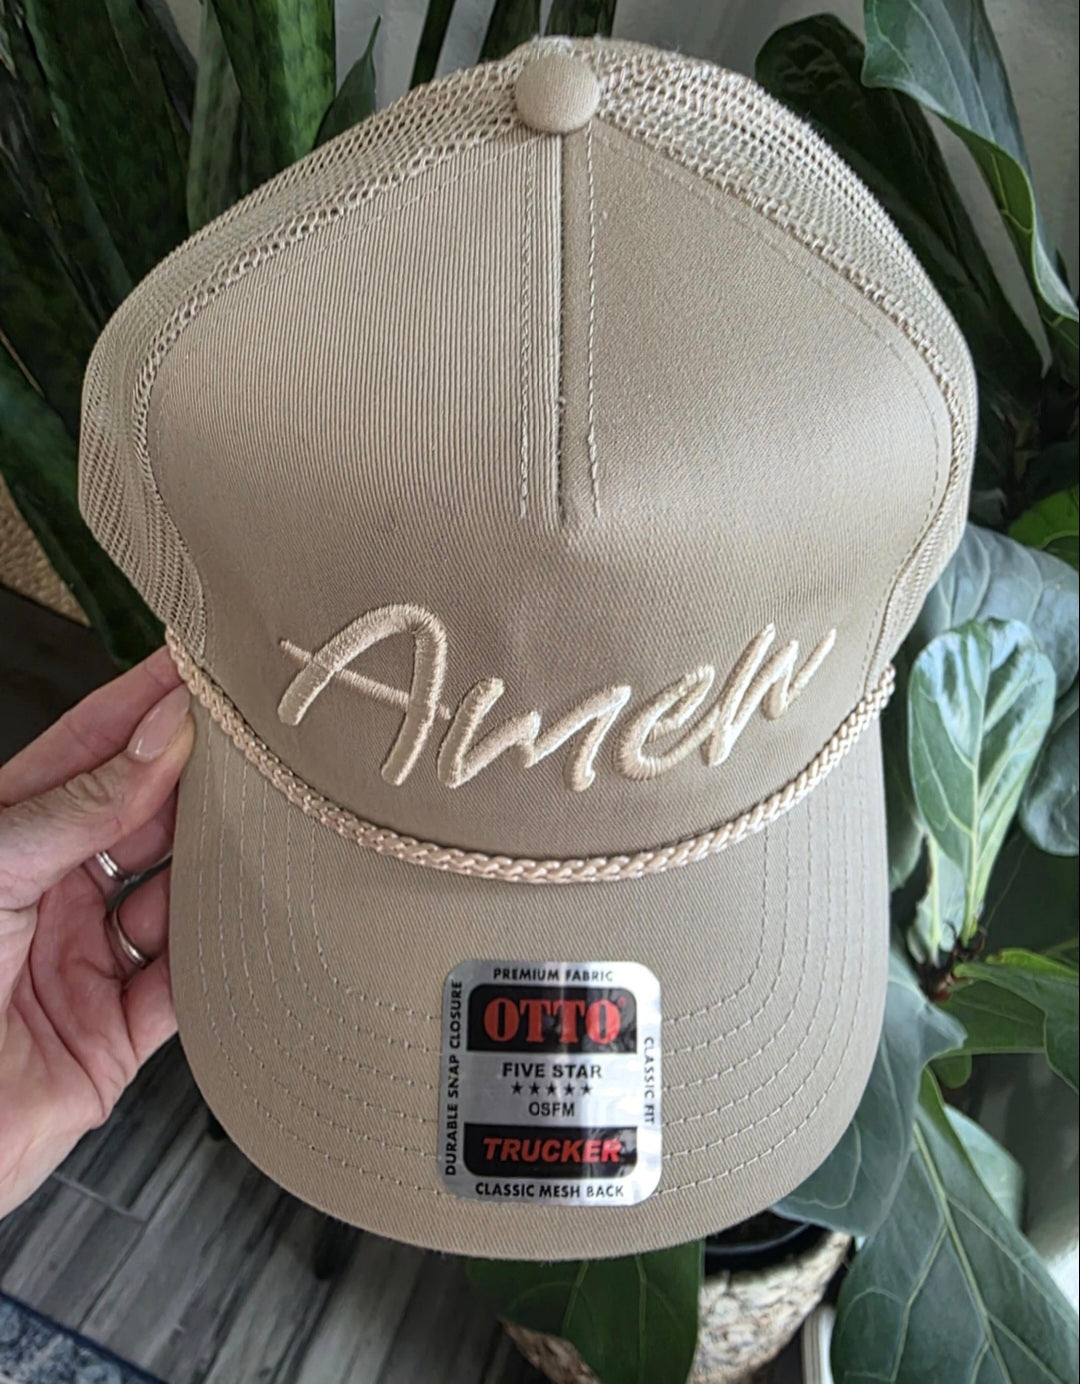 Amen
PREMIUM FABRIC
DURABLE SNAP CLOSURE
OTTO®
FIVE STAR
★★★★★
OSFM
TRUCKER
CLASSIC FIT
CLASSIC MESH BACK